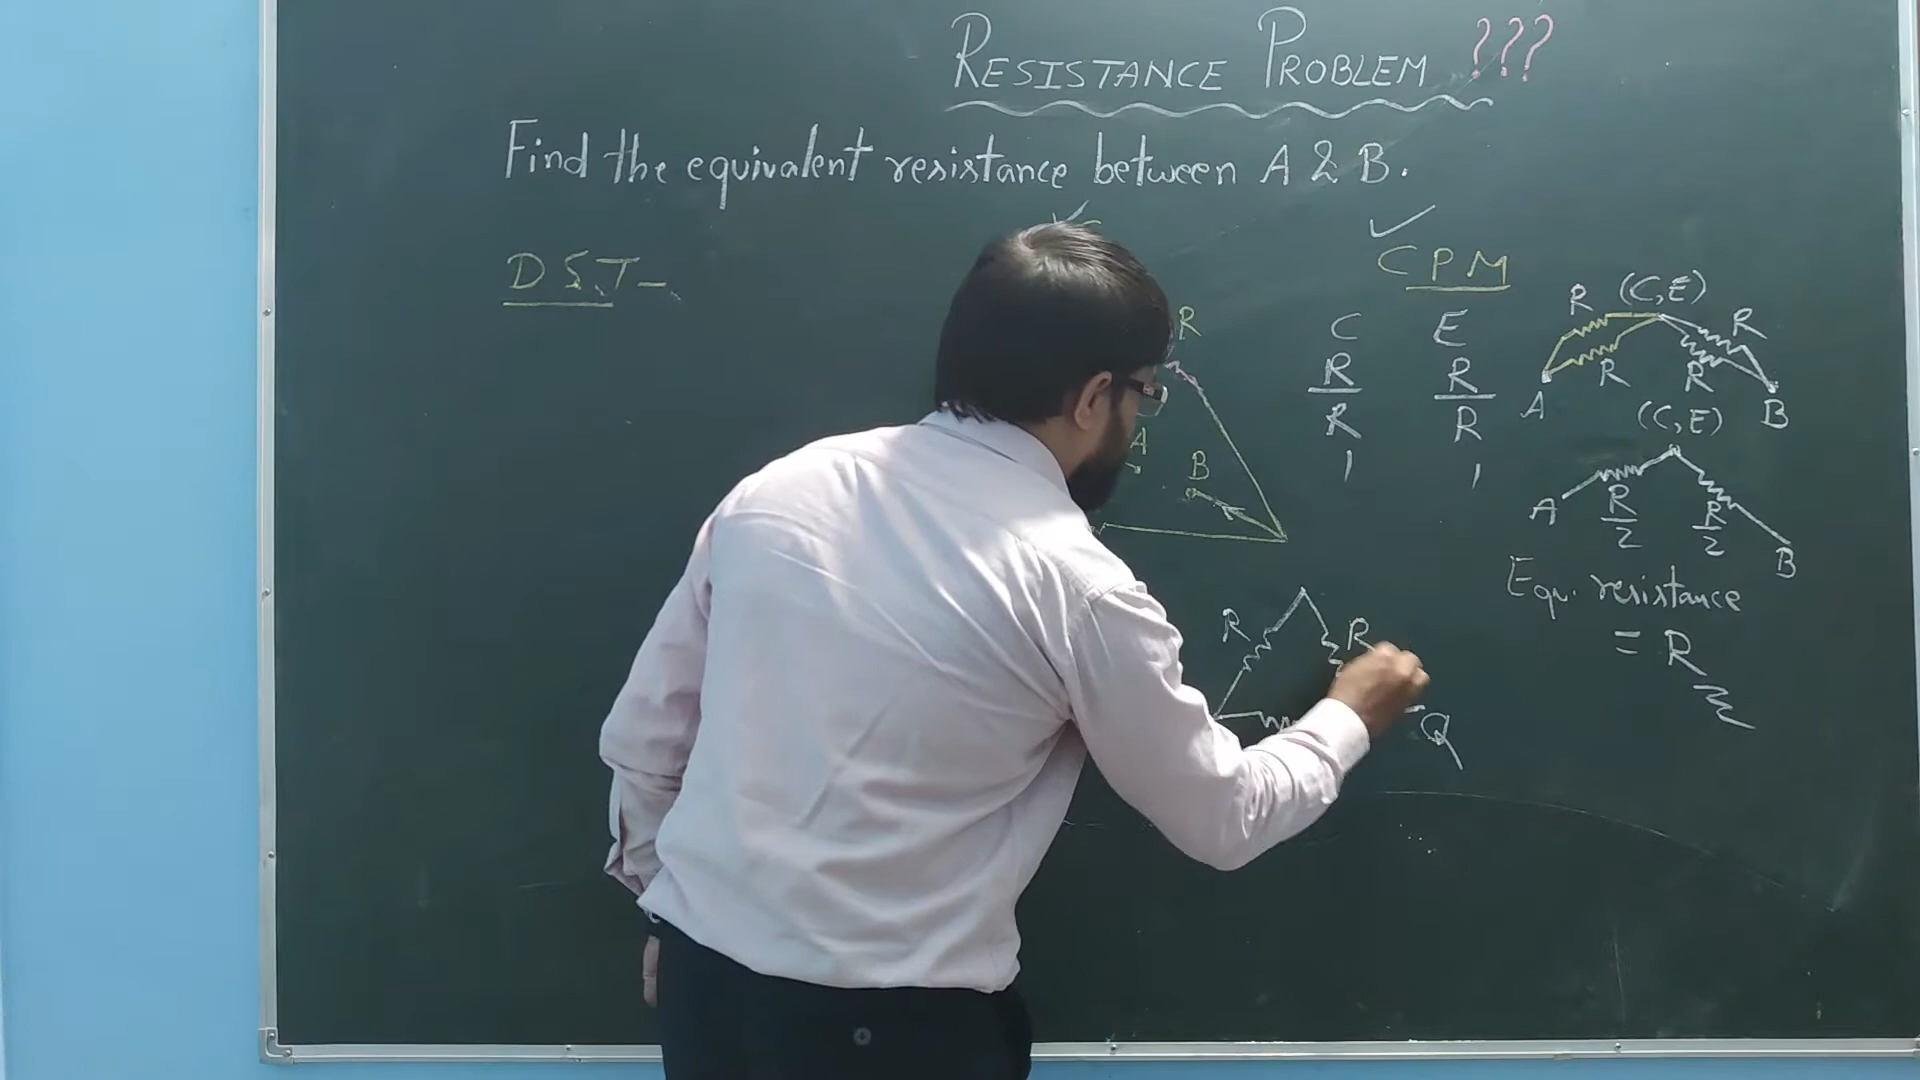 RESISTANCE PROBLEM ???
Find the equivalent resistance between A & B.
D S T -
CPM
C E
R R
R R
1 1
R (C,E) R
R R
A B
(C,E)
A R/2 R/2 B
Equ. resistance
= R
R
A
B
R R
Q